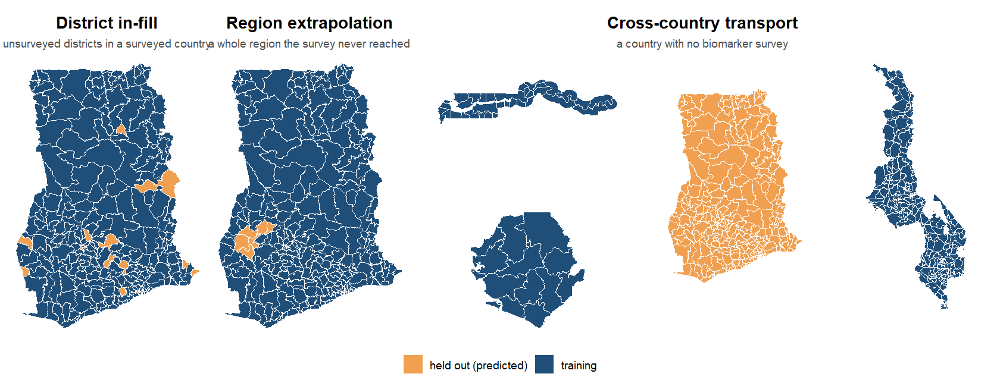 District in-fill
unsurveyed districts in a surveyed country
Region extrapolation
a whole region the survey never reached
Cross-country transport
a country with no biomarker survey
held out (predicted)
training